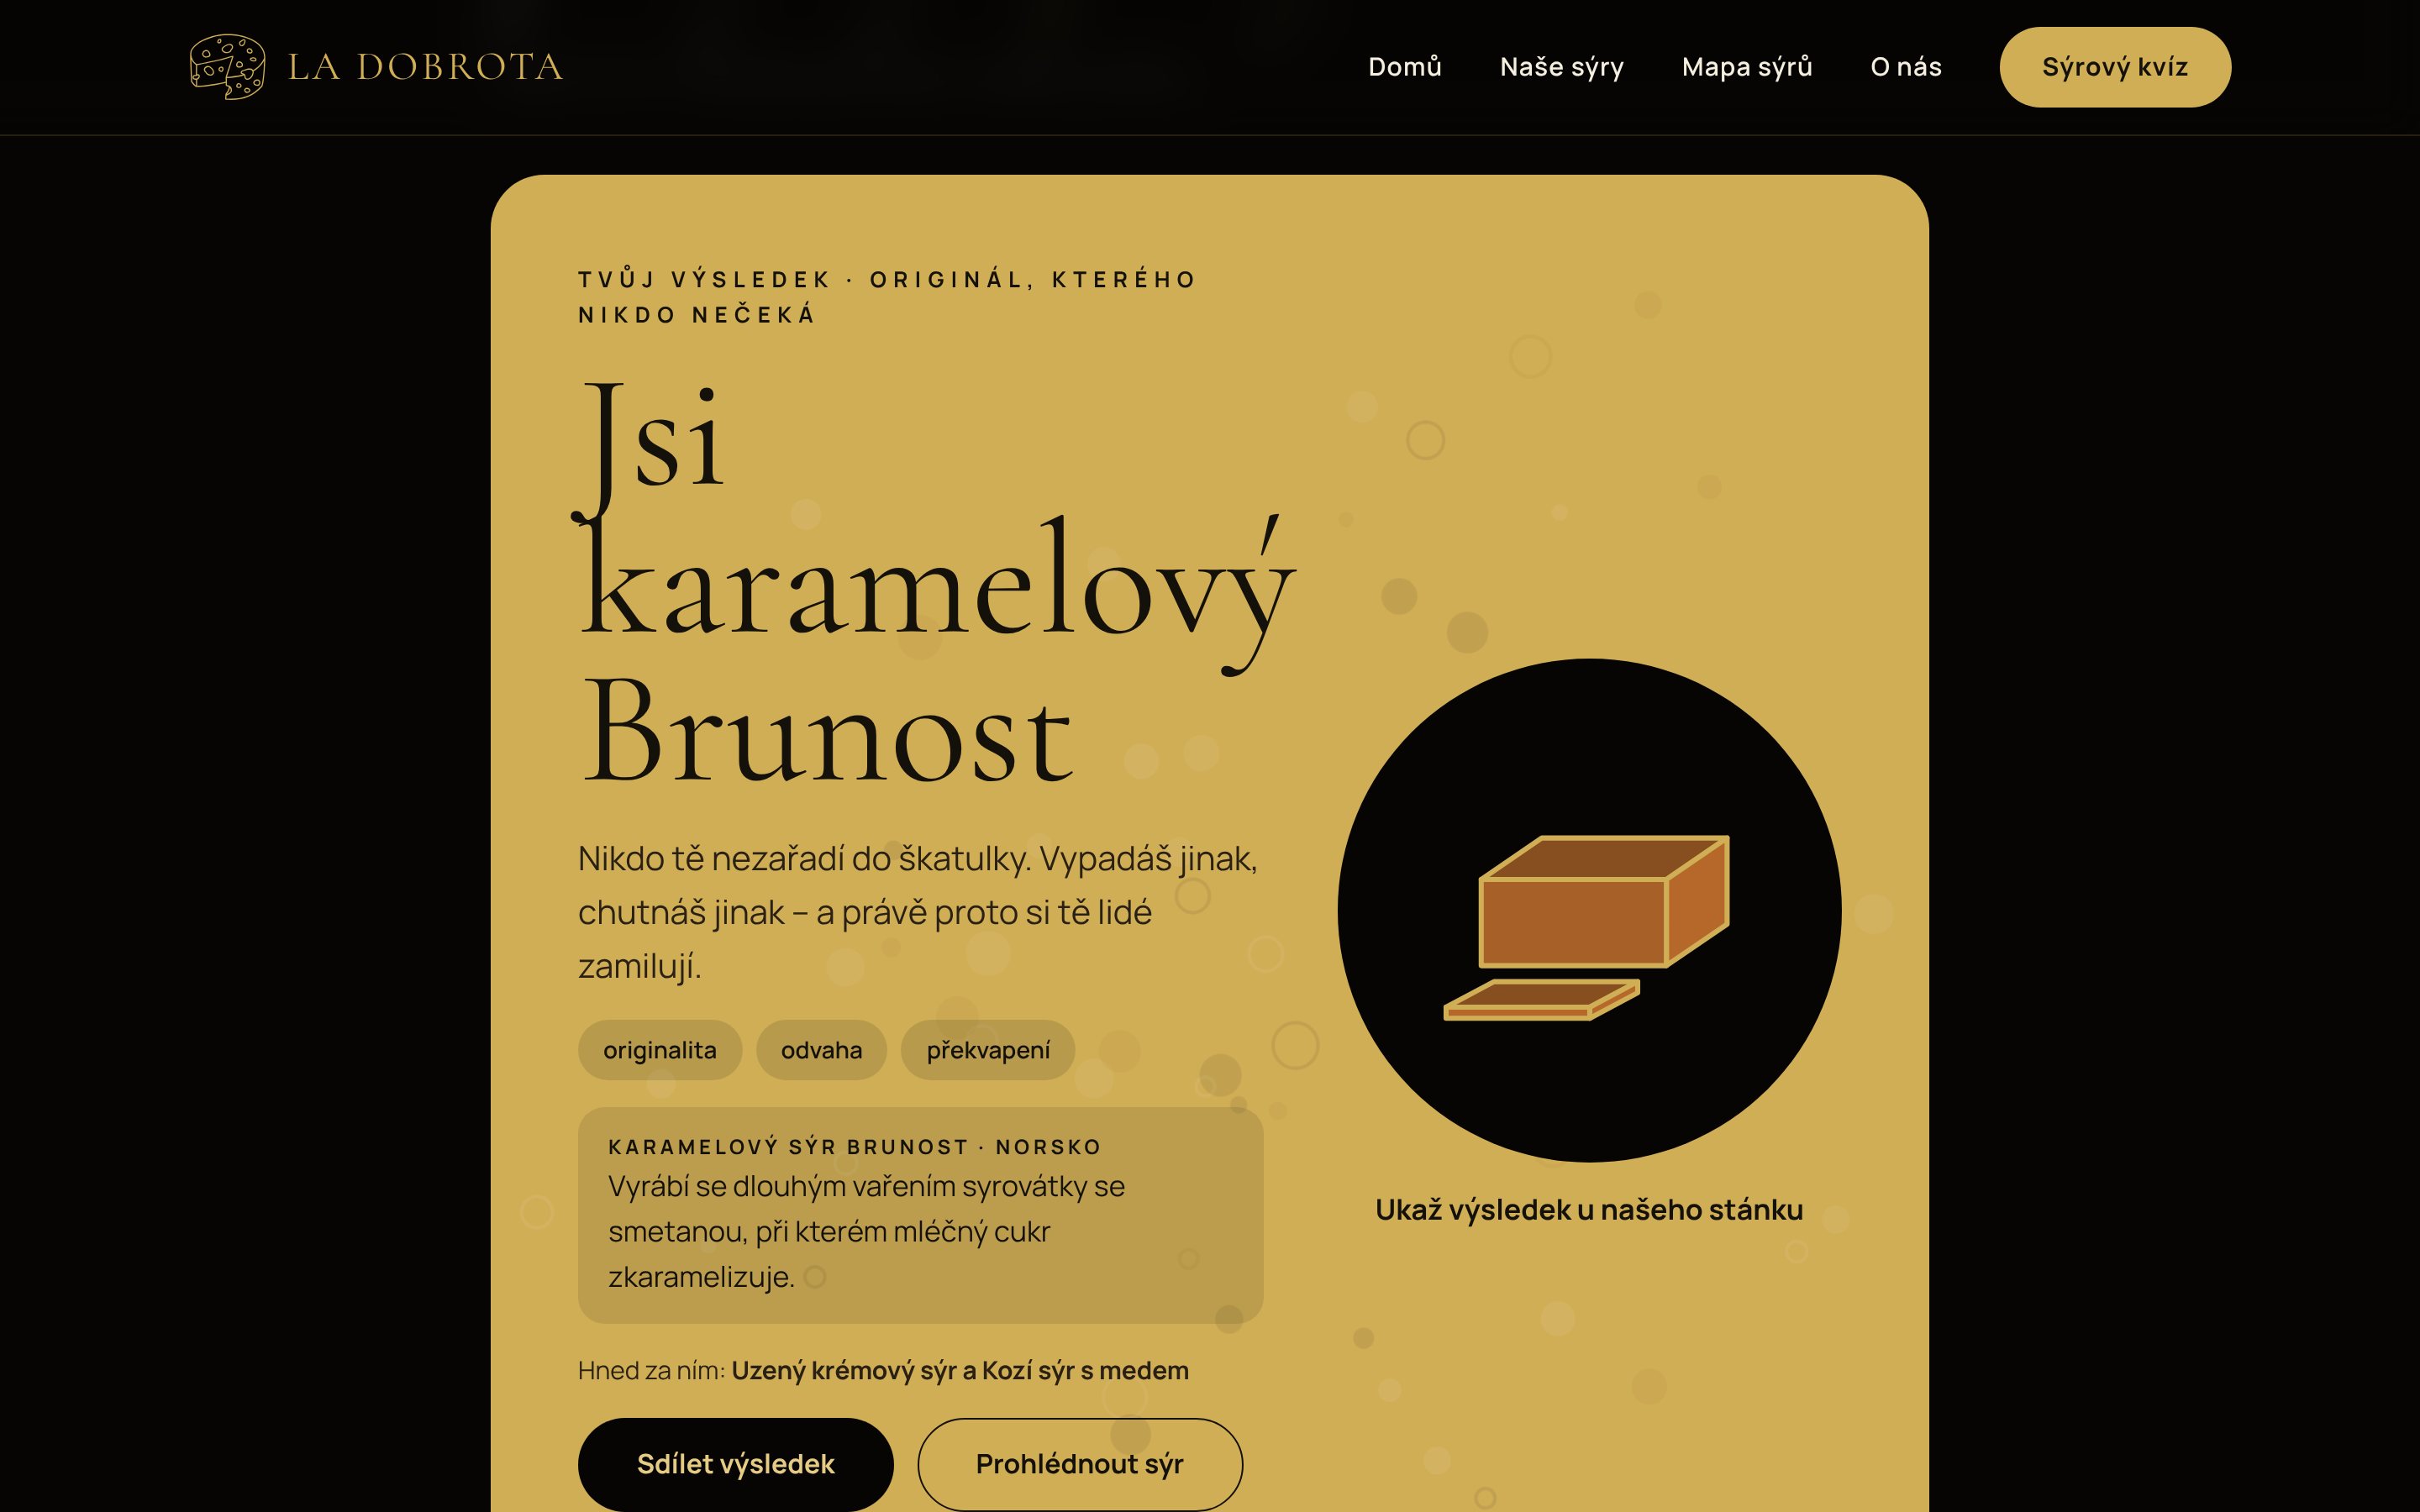 LA DOBROTA
Domů
Naše sýry
Mapa sýrů
O nás
Sýrový kvíz
TVŮJ VÝSLEDEK · ORIGINÁL, KTERÉHO
NIKDO NEČEKÁ
Jsi
karamelový
Brunost
Nikdo tě nezařadí do škatulky. Vypadáš jinak,
chutnáš jinak – a právě proto si tě lidé
zamilují.
originalita
odvaha
překvapení
KARAMELOVÝ SÝR BRUNOST · NORSKO
Vyrábí se dlouhým vařením syrovátky se
smetanou, při kterém mléčný cukr
zkaramelizuje.
Ukaž výsledek u našeho stánku
Hned za ním: Uzený krémový sýr a Kozí sýr s medem
Sdílet výsledek
Prohlédnout sýr